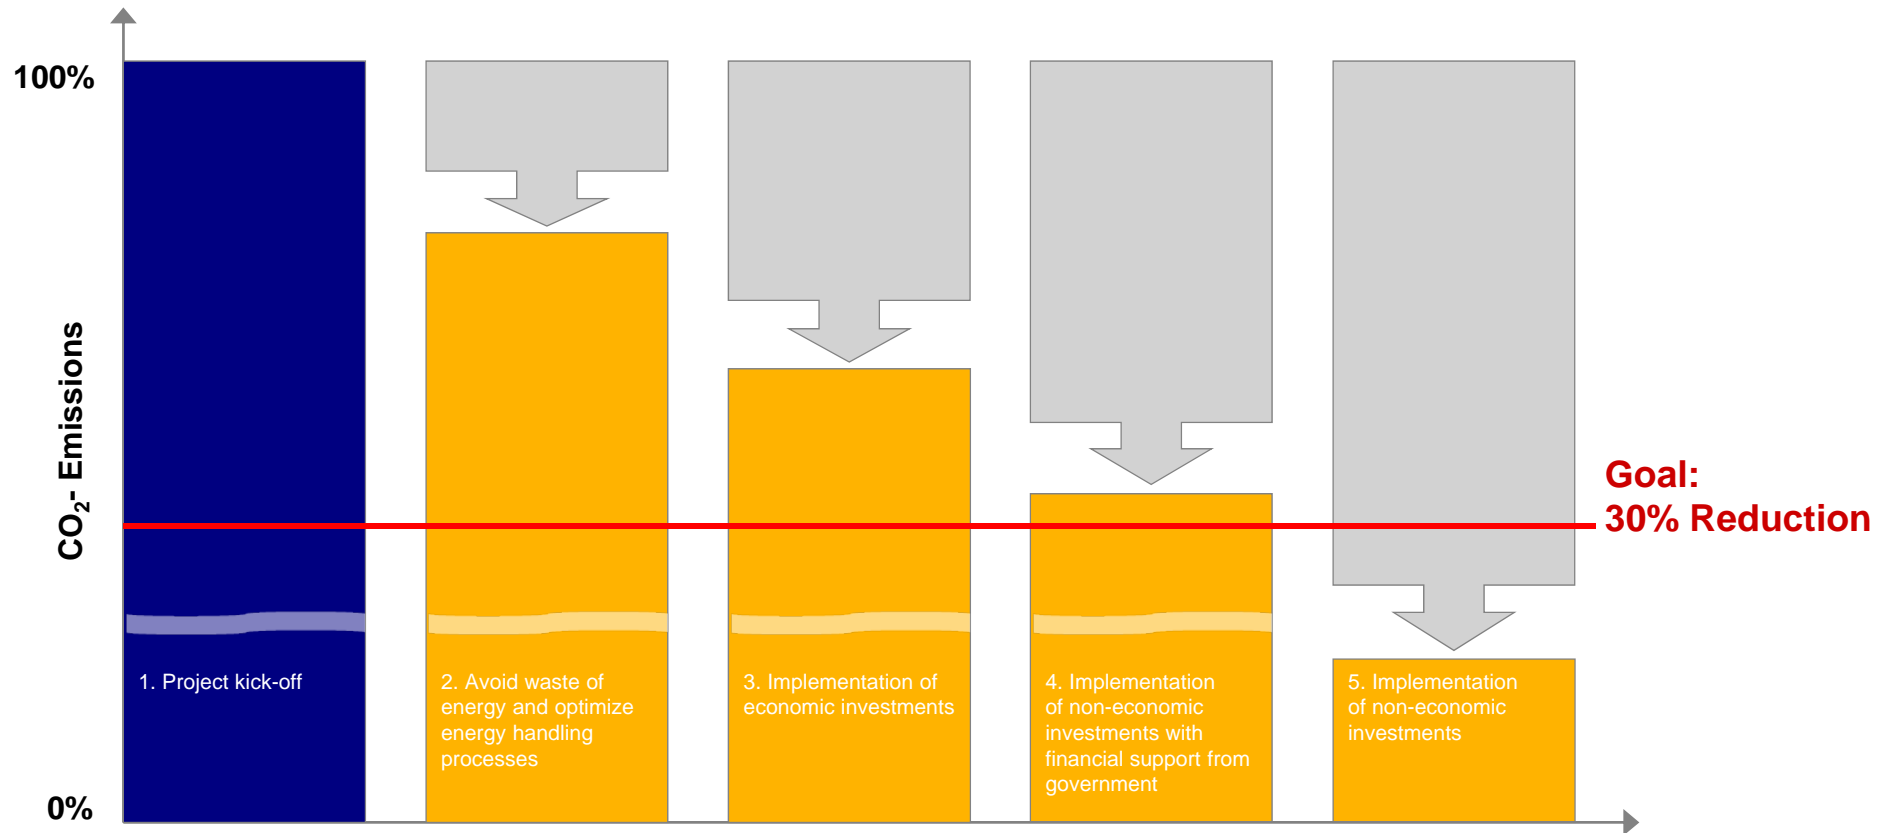 100%
CO₂- Emissions
0%
1. Project kick-off
2. Avoid waste of
energy and optimize
energy handling
processes
3. Implementation of
economic investments
4. Implementation
of non-economic
investments with
financial support from
government
5. Implementation
of non-economic
investments
Goal:
30% Reduction